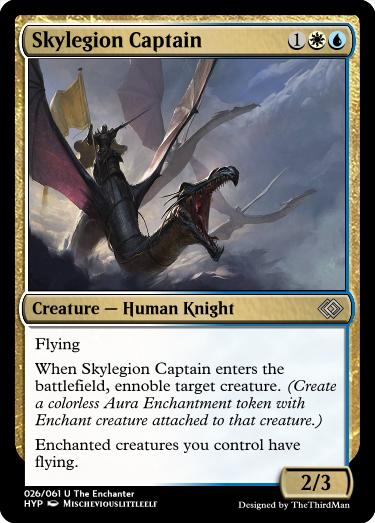 Skylegion Captain 1
Creature — Human Knight
Flying
When Skylegion Captain enters the
battlefield, ennoble target creature. (Create
a colorless Aura Enchantment token with
Enchant creature attached to that creature.)
Enchanted creatures you control have
flying.
2/3
026/061 U The Enchanter
HYP Mischeviouslittleelf
Designed by TheThirdMan